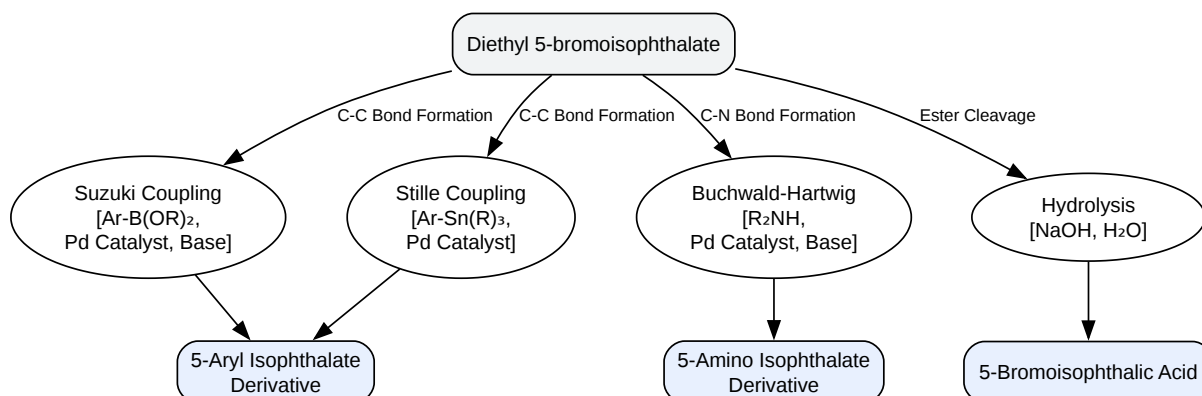 Diethyl 5-bromoisophthalate
C-C Bond Formation
C-C Bond Formation
C-N Bond Formation
Ester Cleavage
Suzuki Coupling
[Ar-B(OR)₂,
Pd Catalyst, Base]
Stille Coupling
[Ar-Sn(R)₃,
Pd Catalyst]
Buchwald-Hartwig
[R₂NH,
Pd Catalyst, Base]
Hydrolysis
[NaOH, H₂O]
5-Aryl Isophthalate
Derivative
5-Amino Isophthalate
Derivative
5-Bromoisophthalic Acid